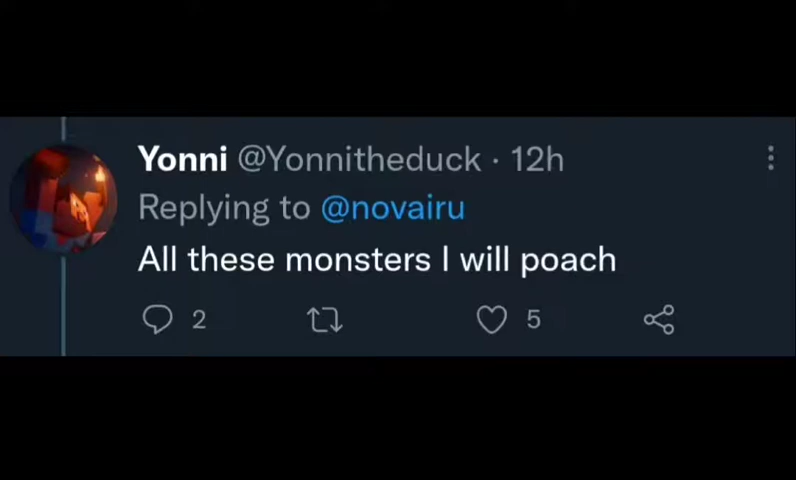 Yonni @Yonnitheduck · 12h
Replying to @novairu
All these monsters I will poach
2 5